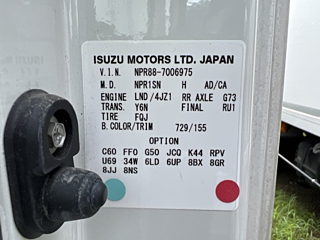 ISUZU MOTORS LTD. JAPAN
V.I.N. NPR88-7006975
M.D. NPR1SN H AD/CA
ENGINE LND/4JZ1 RR AXLE G73
TRANS. Y6N FINAL RU1
TIRE FQJ
B.COLOR/TRIM 729/155
OPTION
C60 FF0 G50 JCQ K44 RPV
U69 34W 6LD 6UP 8BX 8GR
8JJ 8NS